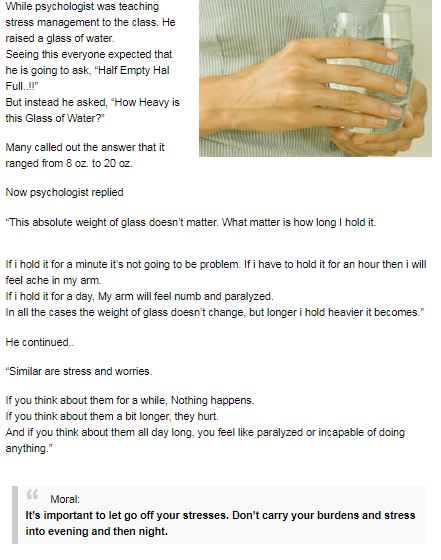 While psychologist was teaching
stress management to the class. He
raised a glass of water.
Seeing this everyone expected that
he is going to ask, “Half Empty Hal
Full..!!”
But instead he asked, “How Heavy is
this Glass of Water?”
Many called out the answer that it
ranged from 8 oz. to 20 oz.
Now psychologist replied
“This absolute weight of glass doesn’t matter. What matter is how long I hold it.
If i hold it for a minute it’s not going to be problem. If i have to hold it for an hour then i will
feel ache in my arm.
If i hold it for a day, My arm will feel numb and paralyzed.
In all the cases the weight of glass doesn’t change, but longer i hold heavier it becomes.”
He continued..
“Similar are stress and worries.
If you think about them for a while, Nothing happens.
If you think about them a bit longer, they hurt.
And if you think about them all day long, you feel like paralyzed or incapable of doing
anything.”
“ Moral:
It’s important to let go off your stresses. Don’t carry your burdens and stress
into evening and then night.